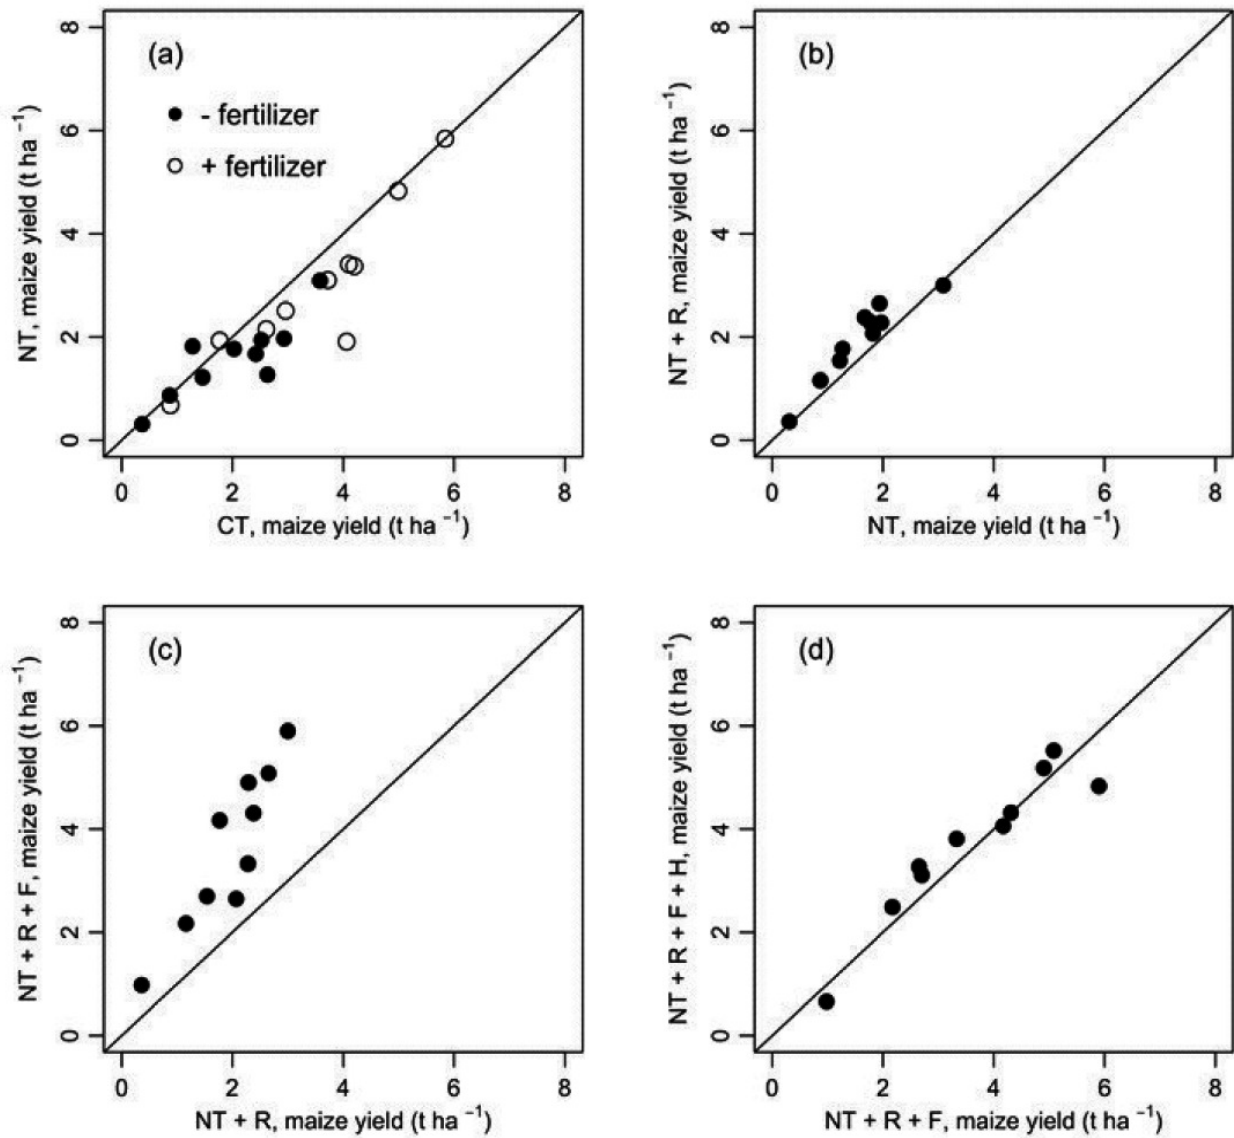 (a)
- fertilizer
+ fertilizer
NT, maize yield (t ha⁻¹)
8
6
4
2
0
0 2 4 6 8
CT, maize yield (t ha⁻¹)
(b)
NT + R, maize yield (t ha⁻¹)
8
6
4
2
0
0 2 4 6 8
NT, maize yield (t ha⁻¹)
(c)
NT + R + F, maize yield (t ha⁻¹)
8
6
4
2
0
0 2 4 6 8
NT + R, maize yield (t ha⁻¹)
(d)
NT + R + F + H, maize yield (t ha⁻¹)
8
6
4
2
0
0 2 4 6 8
NT + R + F, maize yield (t ha⁻¹)